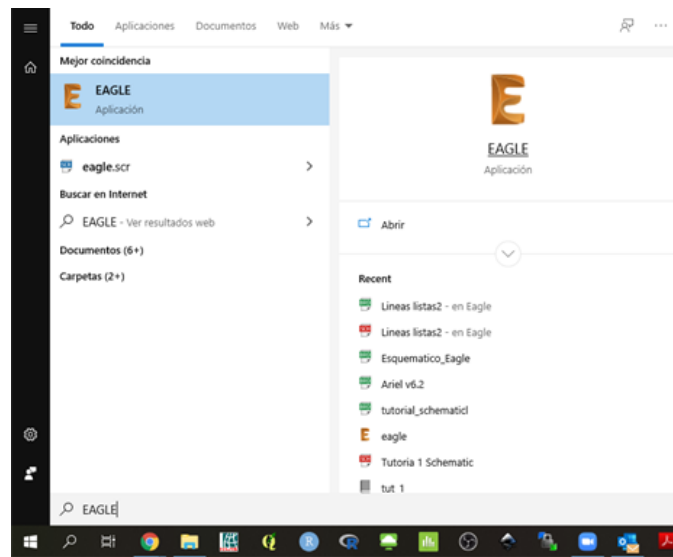 Todo Aplicaciones Documentos Web Más
Mejor coincidencia
EAGLE
Aplicación
Aplicaciones
eagle.scr
Buscar en Internet
EAGLE - Ver resultados web
Documentos (6+)
Carpetas (2+)
EAGLE
Aplicación
Abrir
Recent
Lineas listas2 - en Eagle
Lineas listas2 - en Eagle
Esquematico_Eagle
Ariel v6.2
tutorial_schematicl
eagle
Tutoria 1 Schematic
tut 1
EAGLE